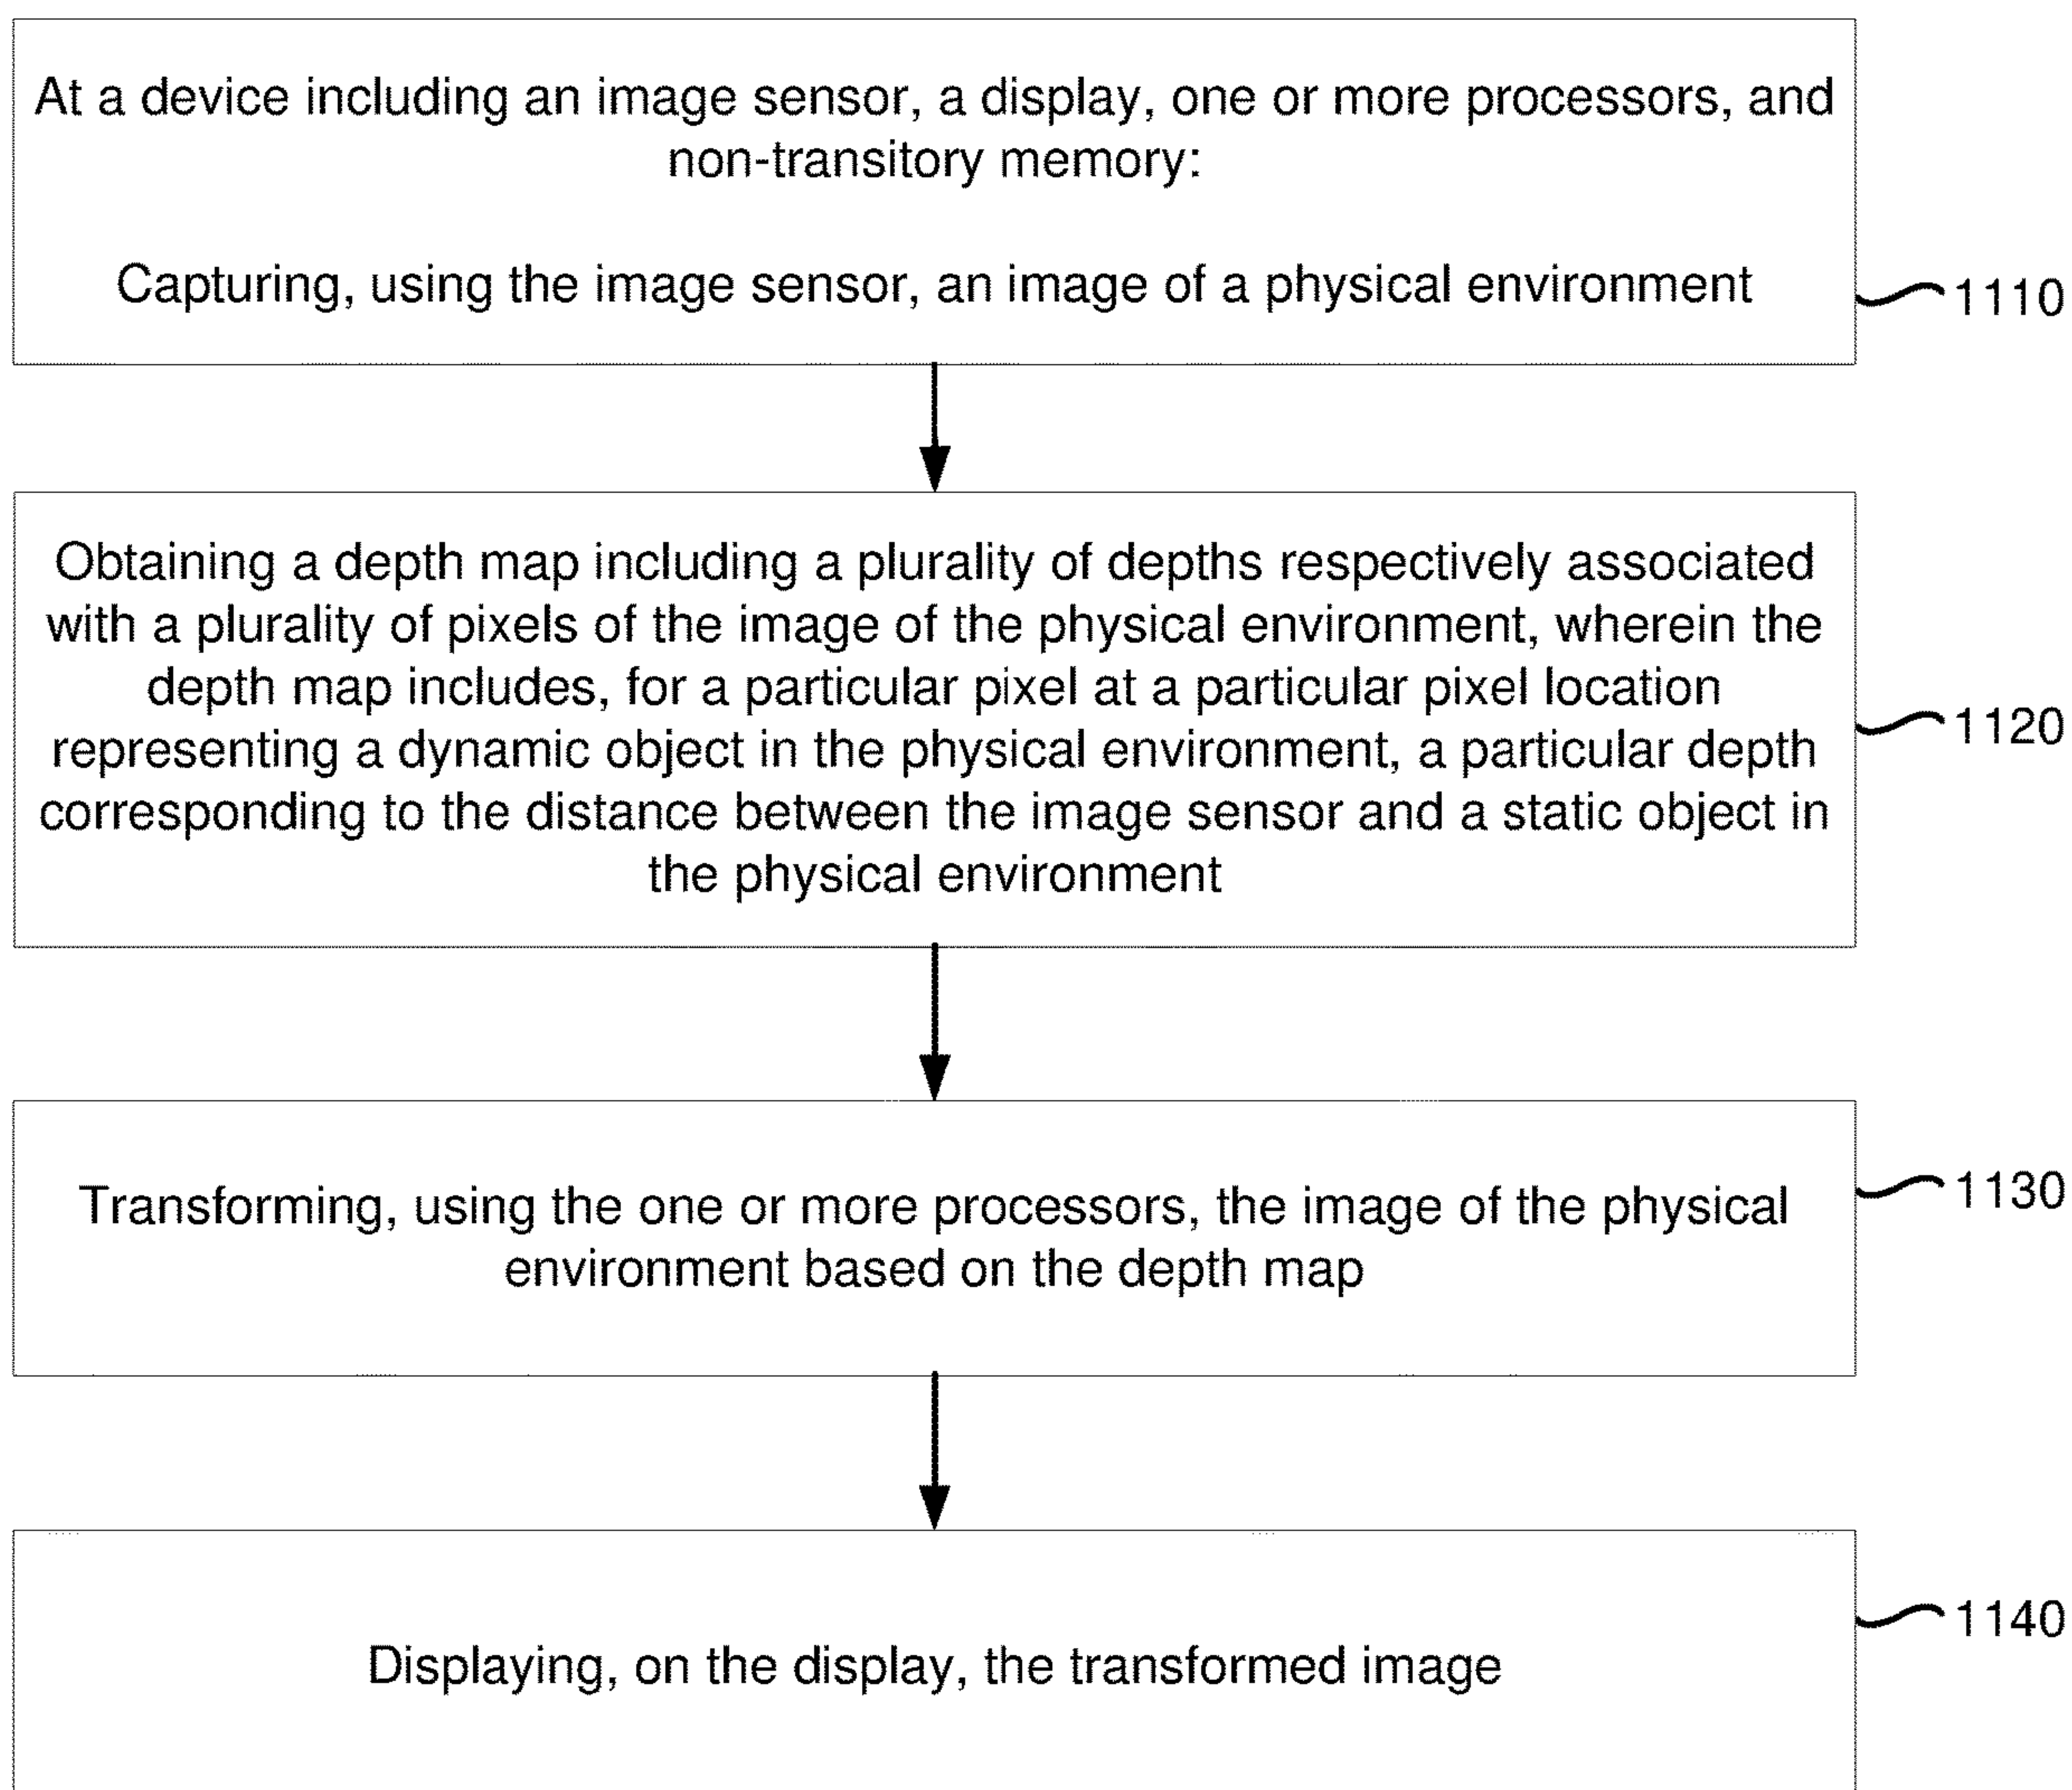 At a device including an image sensor, a display, one or more processors, and
non-transitory memory:
Capturing, using the image sensor, an image of a physical environment
1110
Obtaining a depth map including a plurality of depths respectively associated
with a plurality of pixels of the image of the physical environment, wherein the
depth map includes, for a particular pixel at a particular pixel location
representing a dynamic object in the physical environment, a particular depth
corresponding to the distance between the image sensor and a static object in
the physical environment
1120
Transforming, using the one or more processors, the image of the physical
environment based on the depth map
1130
Displaying, on the display, the transformed image
1140